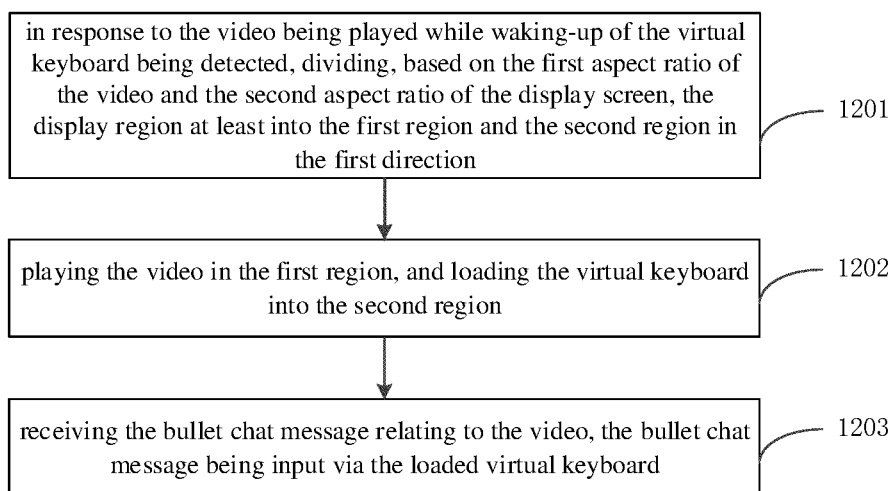 in response to the video being played while waking-up of the virtual
keyboard being detected, dividing, based on the first aspect ratio of
the video and the second aspect ratio of the display screen, the
display region at least into the first region and the second region in
the first direction
1201
playing the video in the first region, and loading the virtual keyboard
into the second region
1202
receiving the bullet chat message relating to the video, the bullet chat
message being input via the loaded virtual keyboard
1203